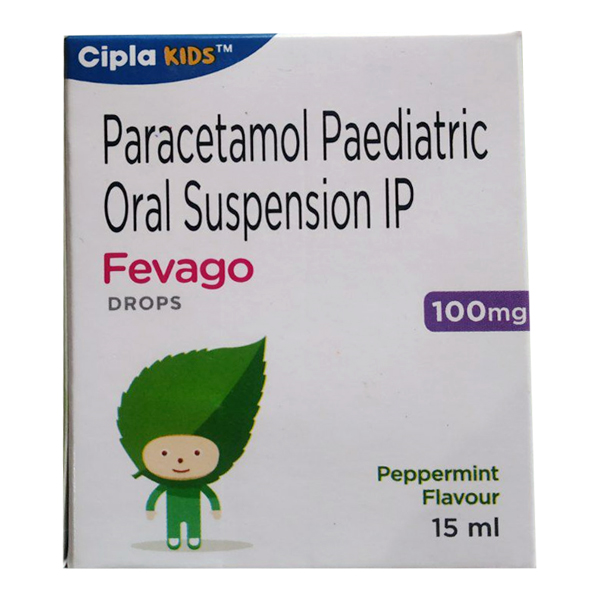 Cipla KIDS™
Paracetamol Paediatric
Oral Suspension IP
Fevago
DROPS
100mg
Peppermint
Flavour
15 ml